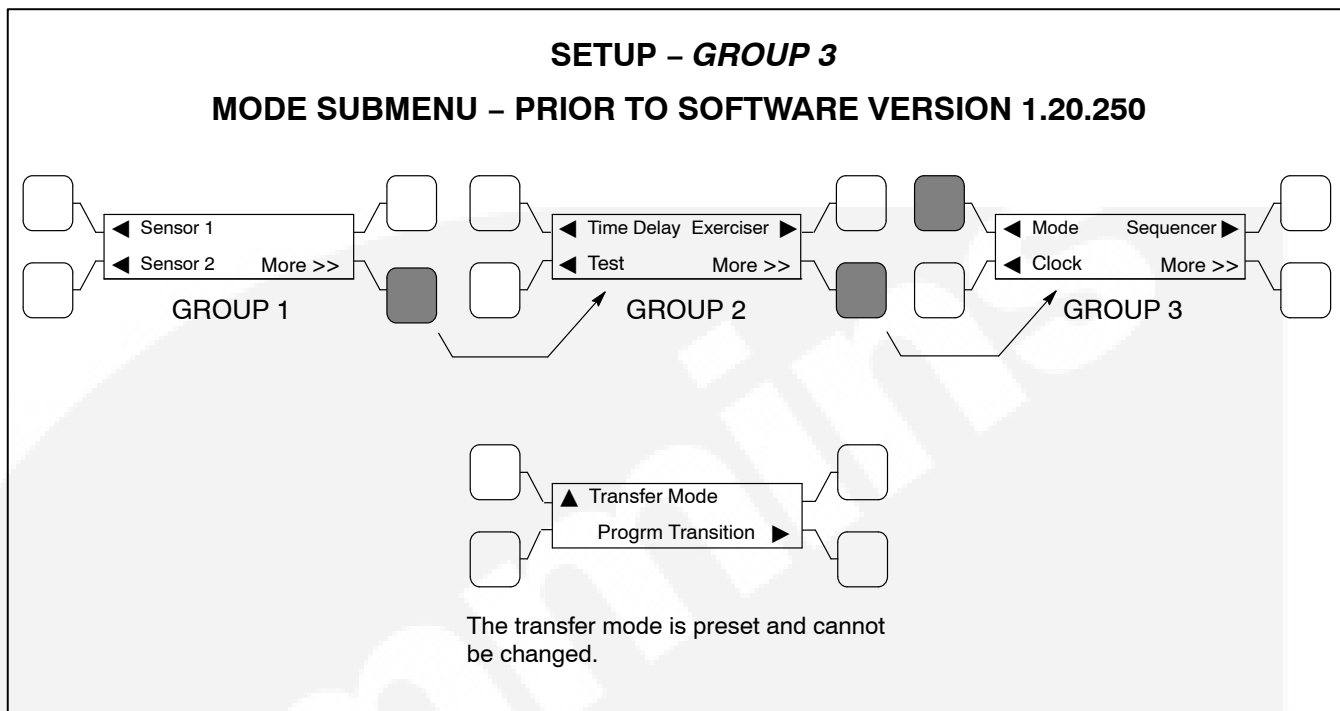 SETUP – GROUP 3
MODE SUBMENU – PRIOR TO SOFTWARE VERSION 1.20.250
◀ Sensor 1
◀ Sensor 2 More >>
GROUP 1
◀ Time Delay Exerciser ▶
◀ Test More >>
GROUP 2
◀ Mode Sequencer ▶
◀ Clock More >>
GROUP 3
▲ Transfer Mode
Progrm Transition ▶
The transfer mode is preset and cannot
be changed.